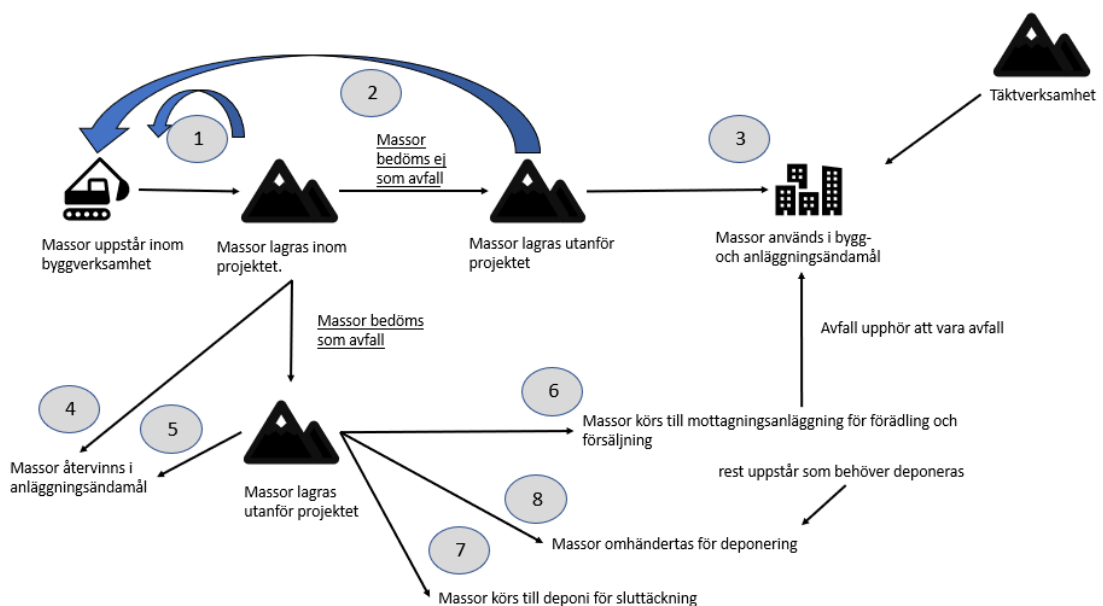 Täktverksamhet
2
1
3
Massor
bedöms ej
som avfall
Massor uppstår inom
byggverksamhet
Massor lagras inom
projektet.
Massor lagras utanför
projektet
Massor används i bygg-
och anläggningsändamål
Massor bedöms
som avfall
Avfall upphör att vara avfall
4
5
6
Massor körs till mottagningsanläggning för förädling och
försäljning
Massor återvinns i
anläggningsändamål
Massor lagras
utanför projektet
rest uppstår som behöver deponeras
8
7
Massor omhändertas för deponering
Massor körs till deponi för sluttäckning